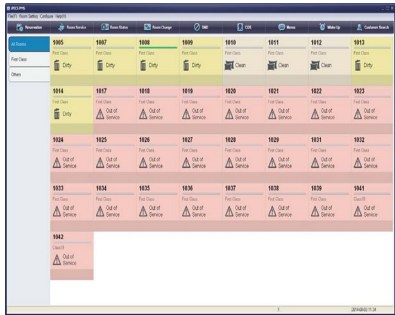 File(F) Room Setting Configure Help(H)
Reservation Room Service Room Status Room Change SMS COS Memo Wake-Up Customer Search
All Rooms
First Class
Others
1005 1007 1008 1009 1010 1011 1012 1013
First Class First Class First Class First Class First Class First Class First Class First Class
Dirty Dirty Dirty Dirty Clean Clean Clean Dirty
1014 1017 1018 1019 1020 1021 1022 1023
First Class First Class First Class First Class First Class First Class First Class First Class
Dirty Out of Service Out of Service Out of Service Out of Service Out of Service Out of Service Out of Service
1024 1025 1026 1027 1028 1029 1031 1032
First Class First Class First Class First Class First Class First Class First Class First Class
Out of Service Out of Service Out of Service Out of Service Out of Service Out of Service Out of Service Out of Service
1033 1034 1035 1036 1037 1038 1039 1041
First Class First Class First Class First Class First Class First Class First Class
Out of Service Out of Service Out of Service Out of Service Out of Service Out of Service Out of Service Out of Service
1042
Out of Service